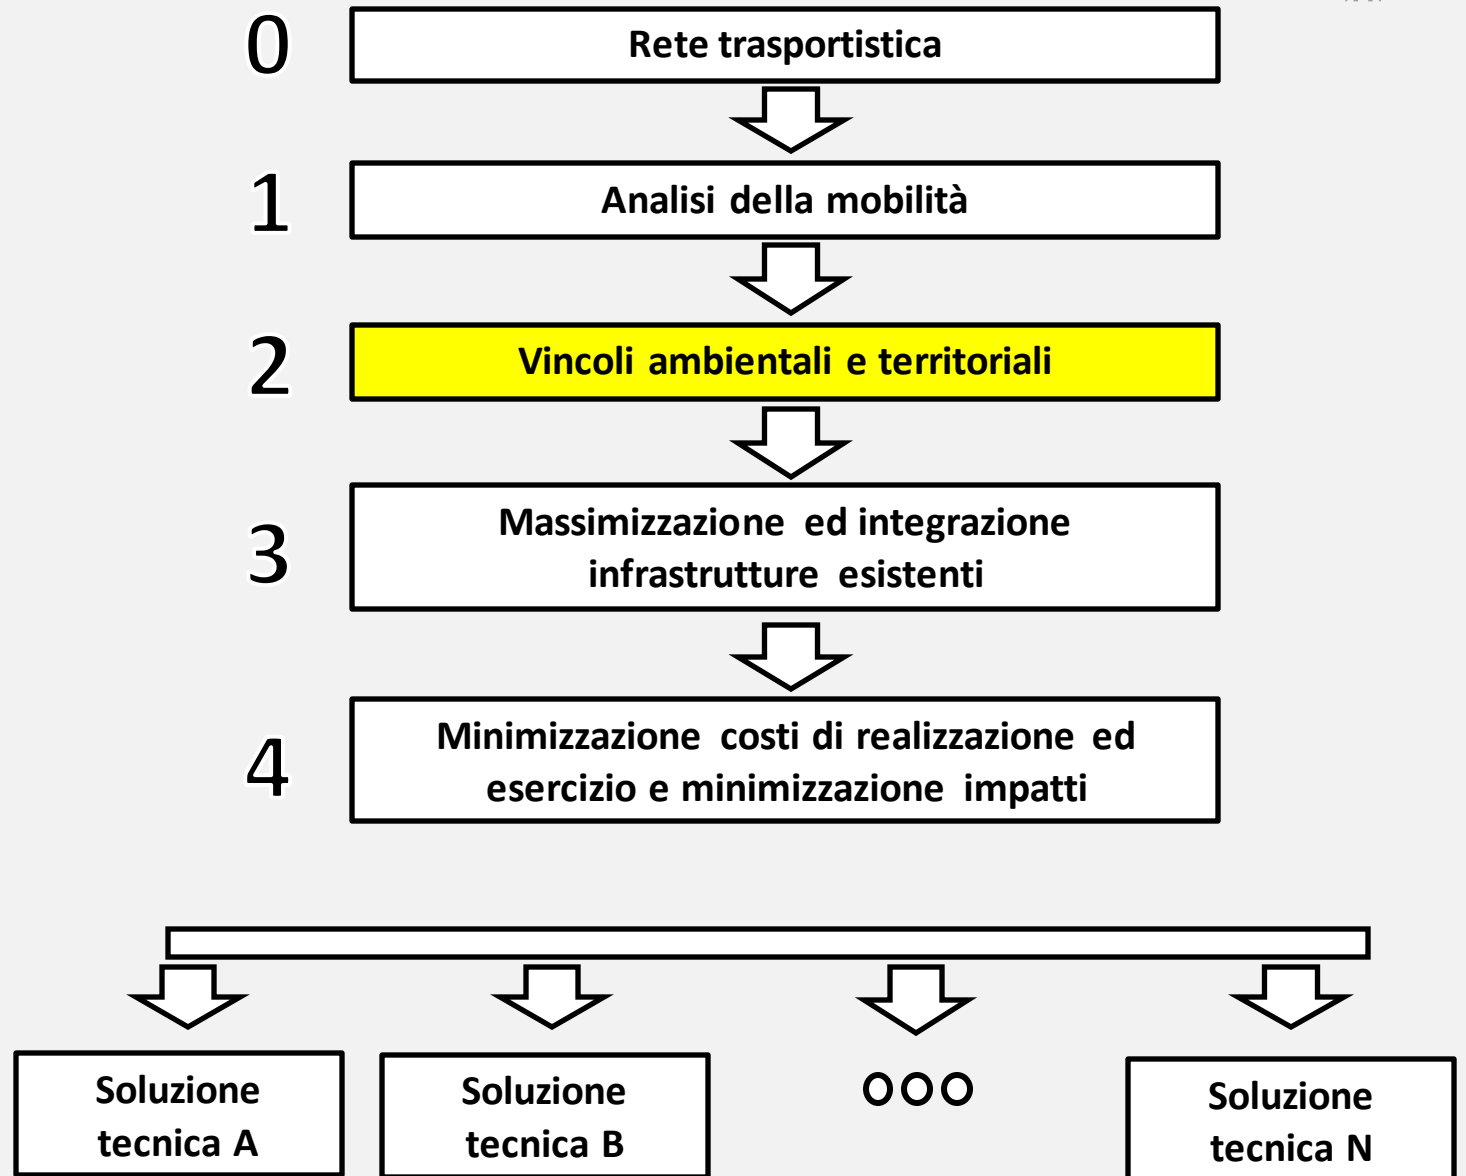 0
Rete trasportistica
1
Analisi della mobilità
2
Vincoli ambientali e territoriali
3
Massimizzazione ed integrazione
infrastrutture esistenti
4
Minimizzazione costi di realizzazione ed
esercizio e minimizzazione impatti
Soluzione
tecnica A
Soluzione
tecnica B
ooo
Soluzione
tecnica N